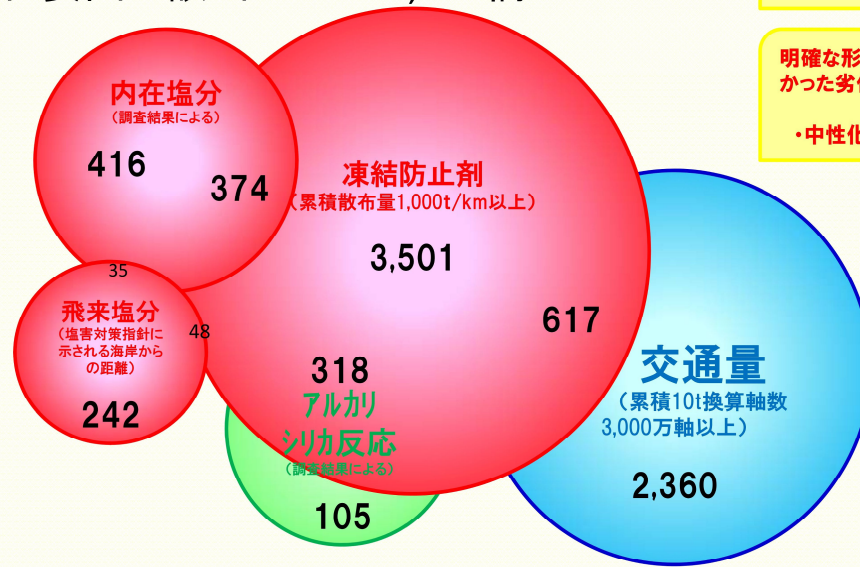 内在塩分
（調査結果による）
416
374
凍結防止剤
（累積散布量1,000t/km以上）
3,501
617
35
飛来塩分
（塩害対策指針に
示される海岸から
の距離）
48
242
318
アルカリ
シリカ反応
（調査結果による）
105
交通量
（累積10t換算軸数
3,000万軸以上）
2,360
明確な形
かった劣
・中性化